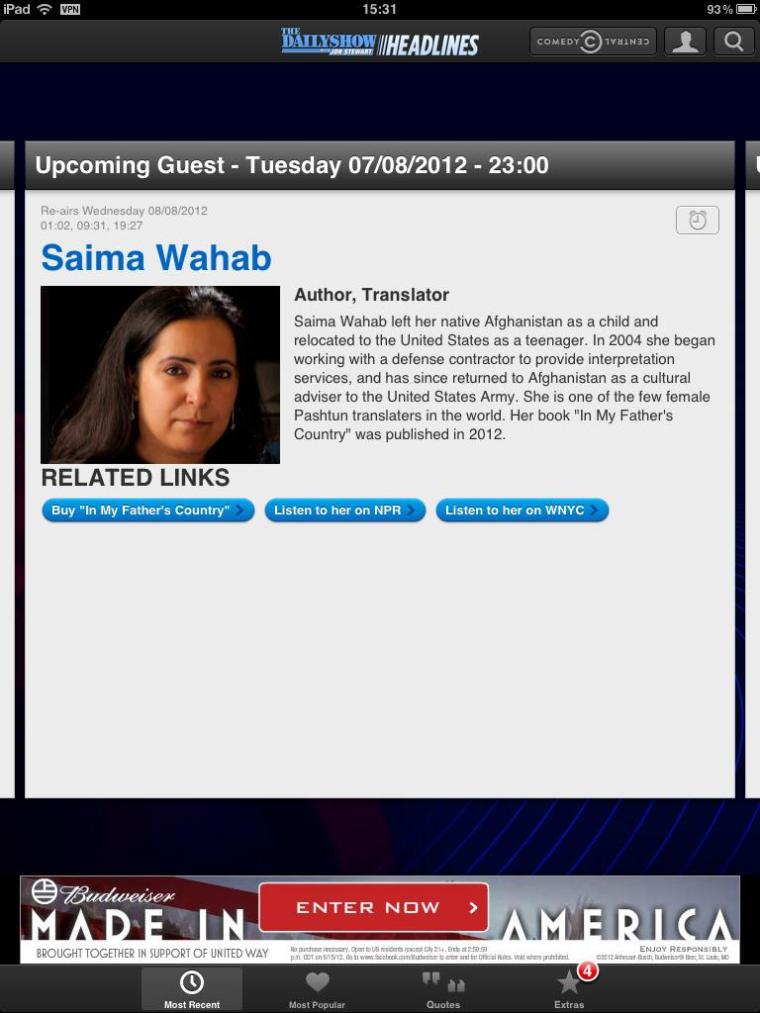 iPad VPN 15:31 93%
THE DAILY SHOW WITH JON STEWART HEADLINES COMEDY CENTRAL
Upcoming Guest - Tuesday 07/08/2012 - 23:00
Re-airs Wednesday 08/08/2012
01:02, 09:31, 19:27
Saima Wahab
Author, Translator
Saima Wahab left her native Afghanistan as a child and
relocated to the United States as a teenager. In 2004 she began
working with a defense contractor to provide interpretation
services, and has since returned to Afghanistan as a cultural
adviser to the United States Army. She is one of the few female
Pashtun translaters in the world. Her book "In My Father's
Country" was published in 2012.
RELATED LINKS
Buy "In My Father's Country" Listen to her on NPR Listen to her on WNYC
Budweiser
MADE IN AMERICA
ENTER NOW
BROUGHT TOGETHER IN SUPPORT OF UNITED WAY
No purchase necessary. Open to US residents (except CA) 21+. Ends at 2:59:59
p.m. CDT on 8/15/12. Go to www.facebook.com/Budweiser to enter and for Official Rules. Void where prohibited.
ENJOY RESPONSIBLY
©2012 Anheuser-Busch, Budweiser® Beer, St. Louis, MO
4
Most Recent Most Popular Quotes Extras